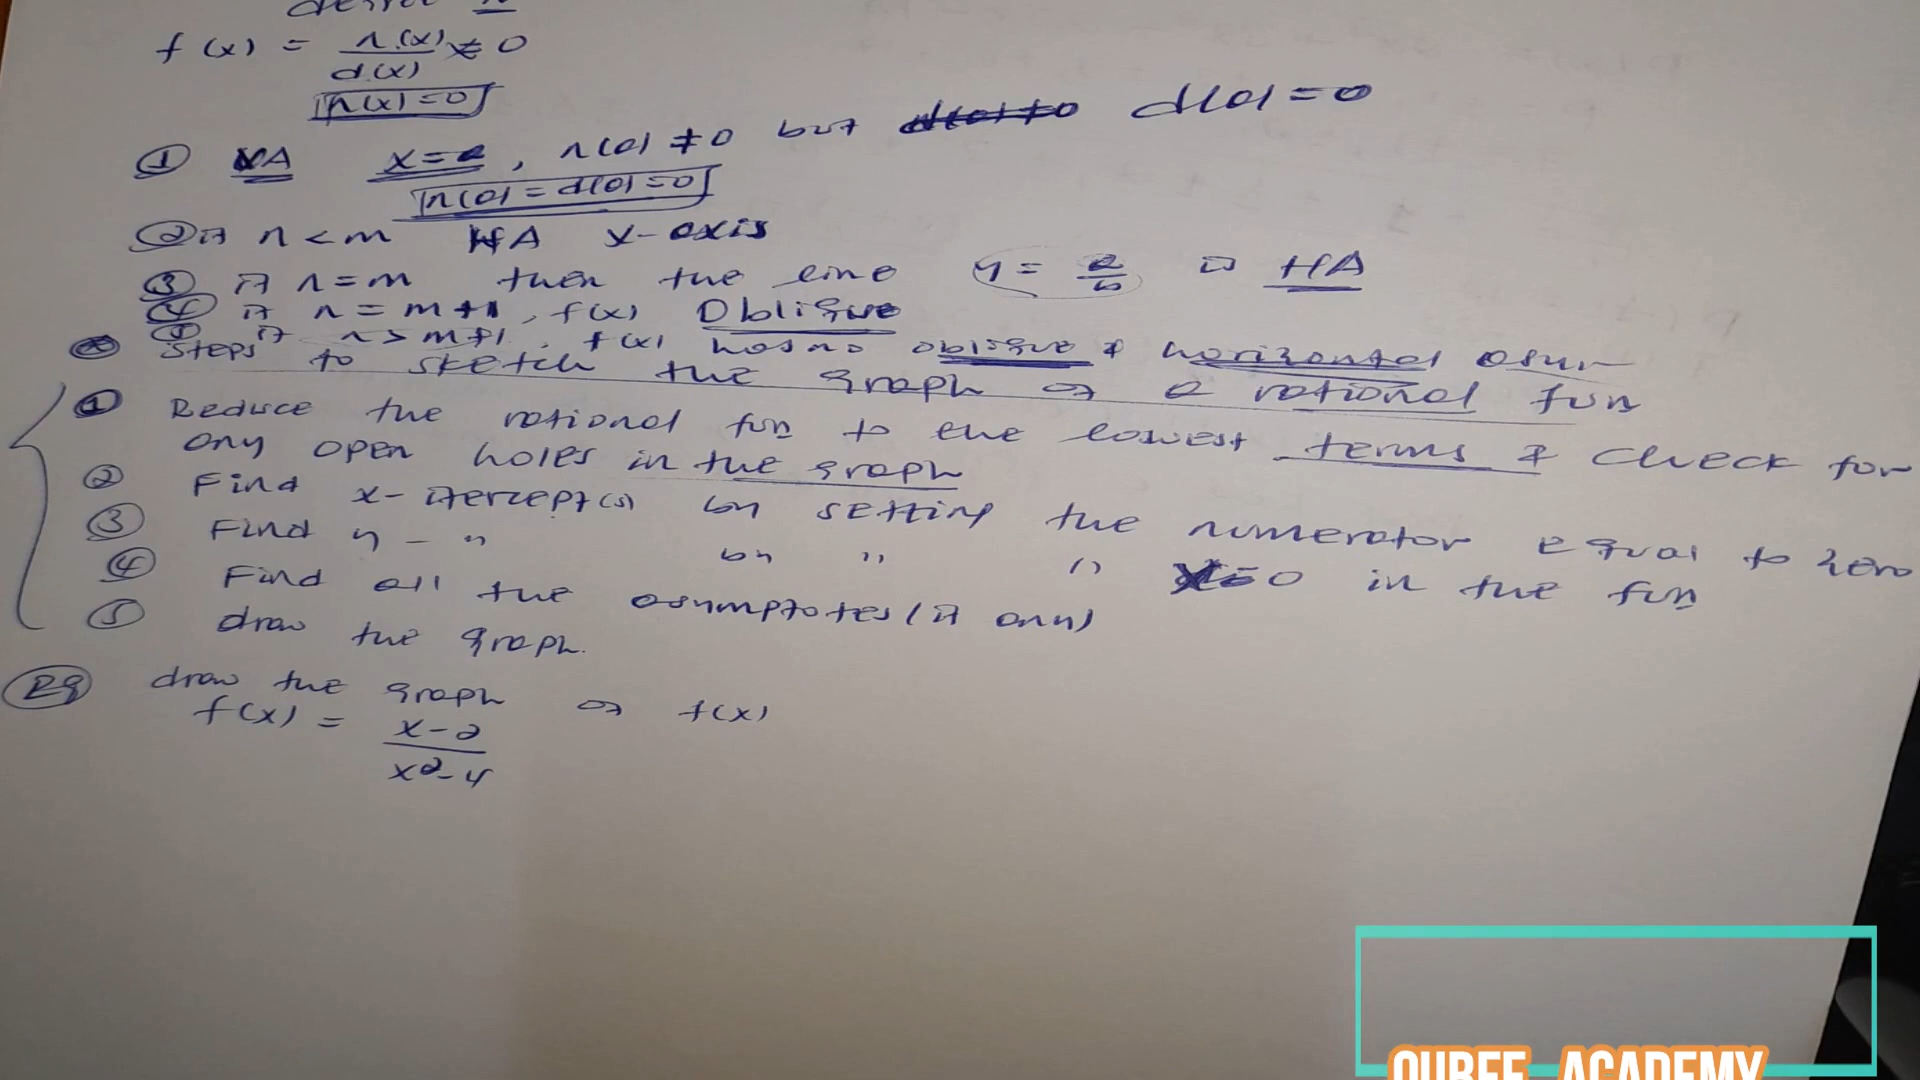 degree n
f(x) = n(x)/d(x) ≠ 0
n(x)=0
① VA x=a, n(a) ≠ 0 but d(a) = 0
n(a) = d(a) = 0
② if n < m HA x-axis
③ if n = m then the line y = a/b is HA
④ if n = m+1, f(x) Oblique
⑤ if n > m+1, f(x) has no oblique & horizontal asym
Steps to sketch the graph of a rational fun
① Reduce the rational fun to the lowest terms & check for
any open holes in the graph
② Find x-itercept(s) by setting the numerator equal to zero
③ Find y - " by " " x=0 in the fun
④ Find all the asymptotes (if any)
⑤ draw the graph.
Eg draw the graph of f(x)
f(x) = x-2/x²-4
QUBEE ACADEMY